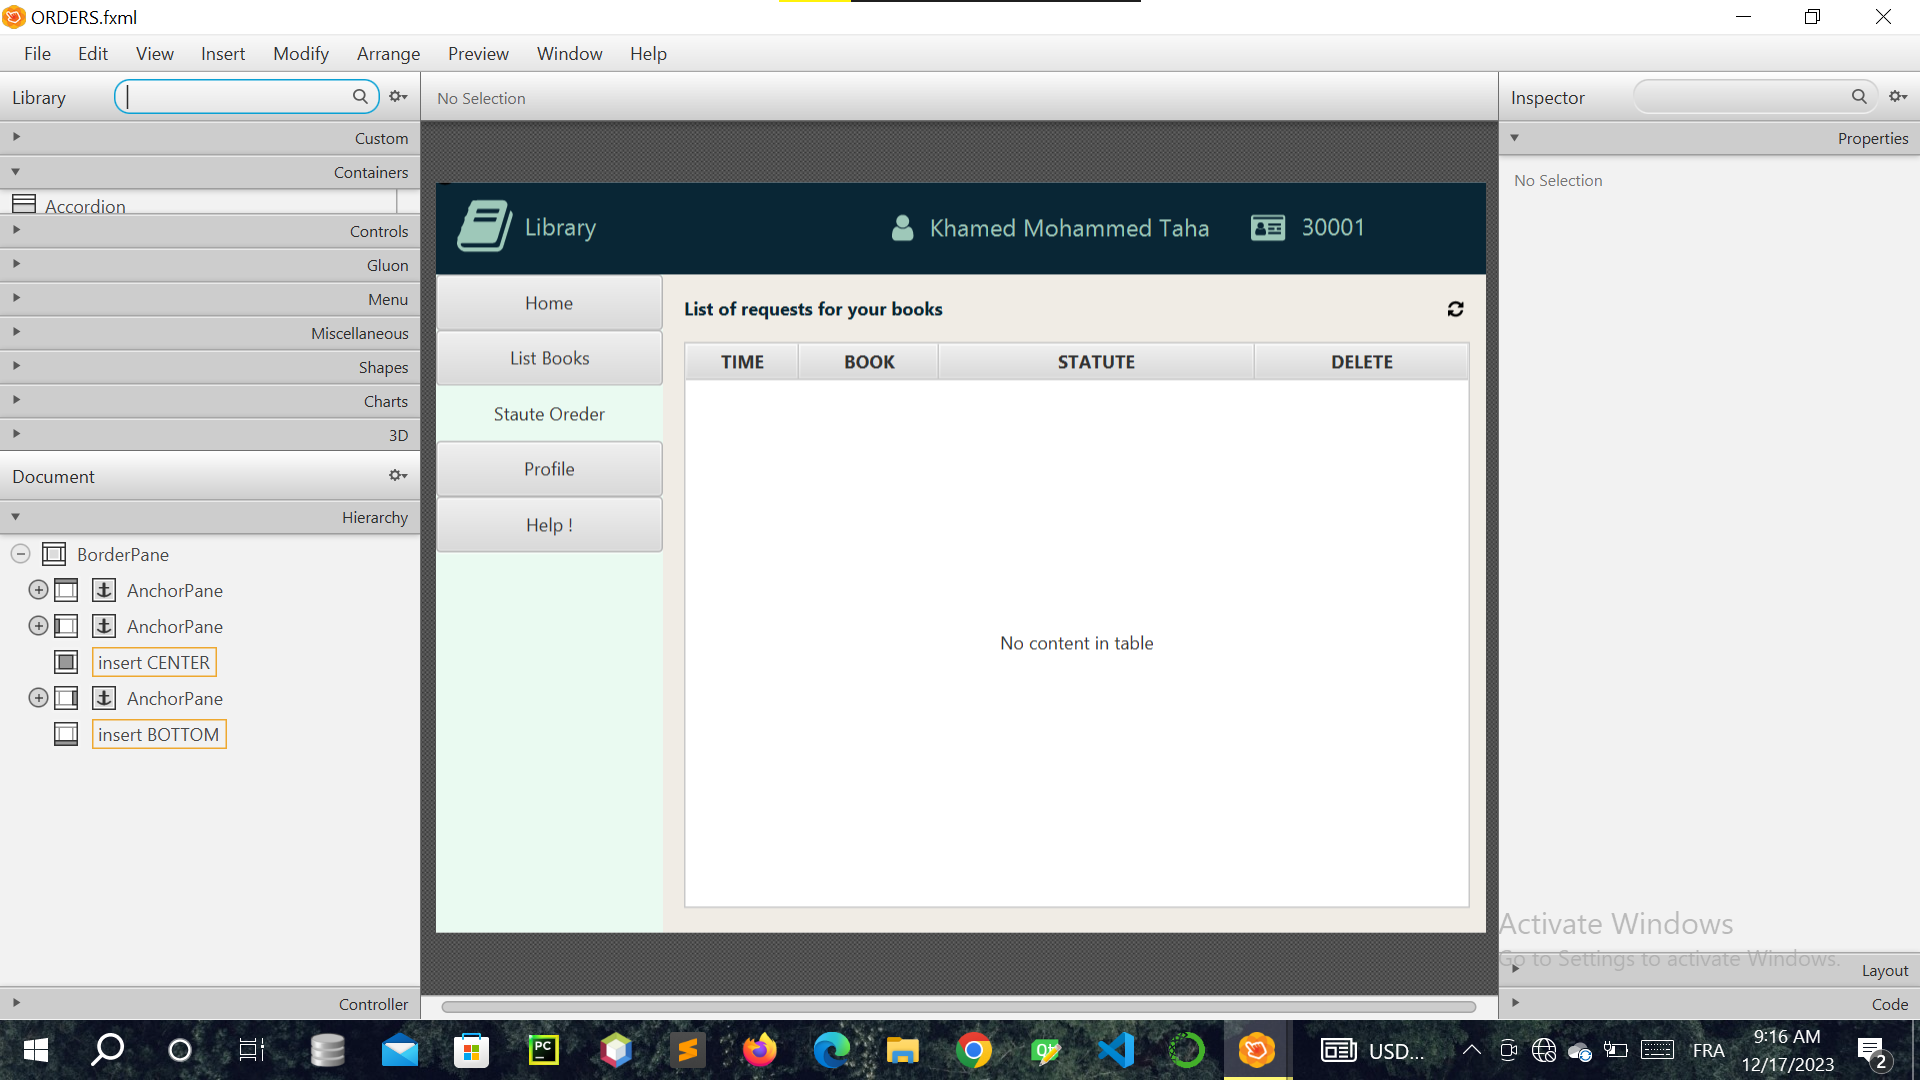 ORDERS.fxml
File Edit View Insert Modify Arrange Preview Window Help
Library
No Selection
Inspector
Custom
Containers
Accordion
Controls
Gluon
Menu
Miscellaneous
Shapes
Charts
3D
Document
Hierarchy
BorderPane
AnchorPane
AnchorPane
insert CENTER
AnchorPane
insert BOTTOM
Controller
Library
Khamed Mohammed Taha
30001
Home
List Books
Staute Oreder
Profile
Help !
List of requests for your books
TIME BOOK STATUTE DELETE
No content in table
Properties
No Selection
Activate Windows
Go to Settings to activate Windows.
Layout
Code
PC
Qt
USD...
FRA
9:16 AM
12/17/2023
2